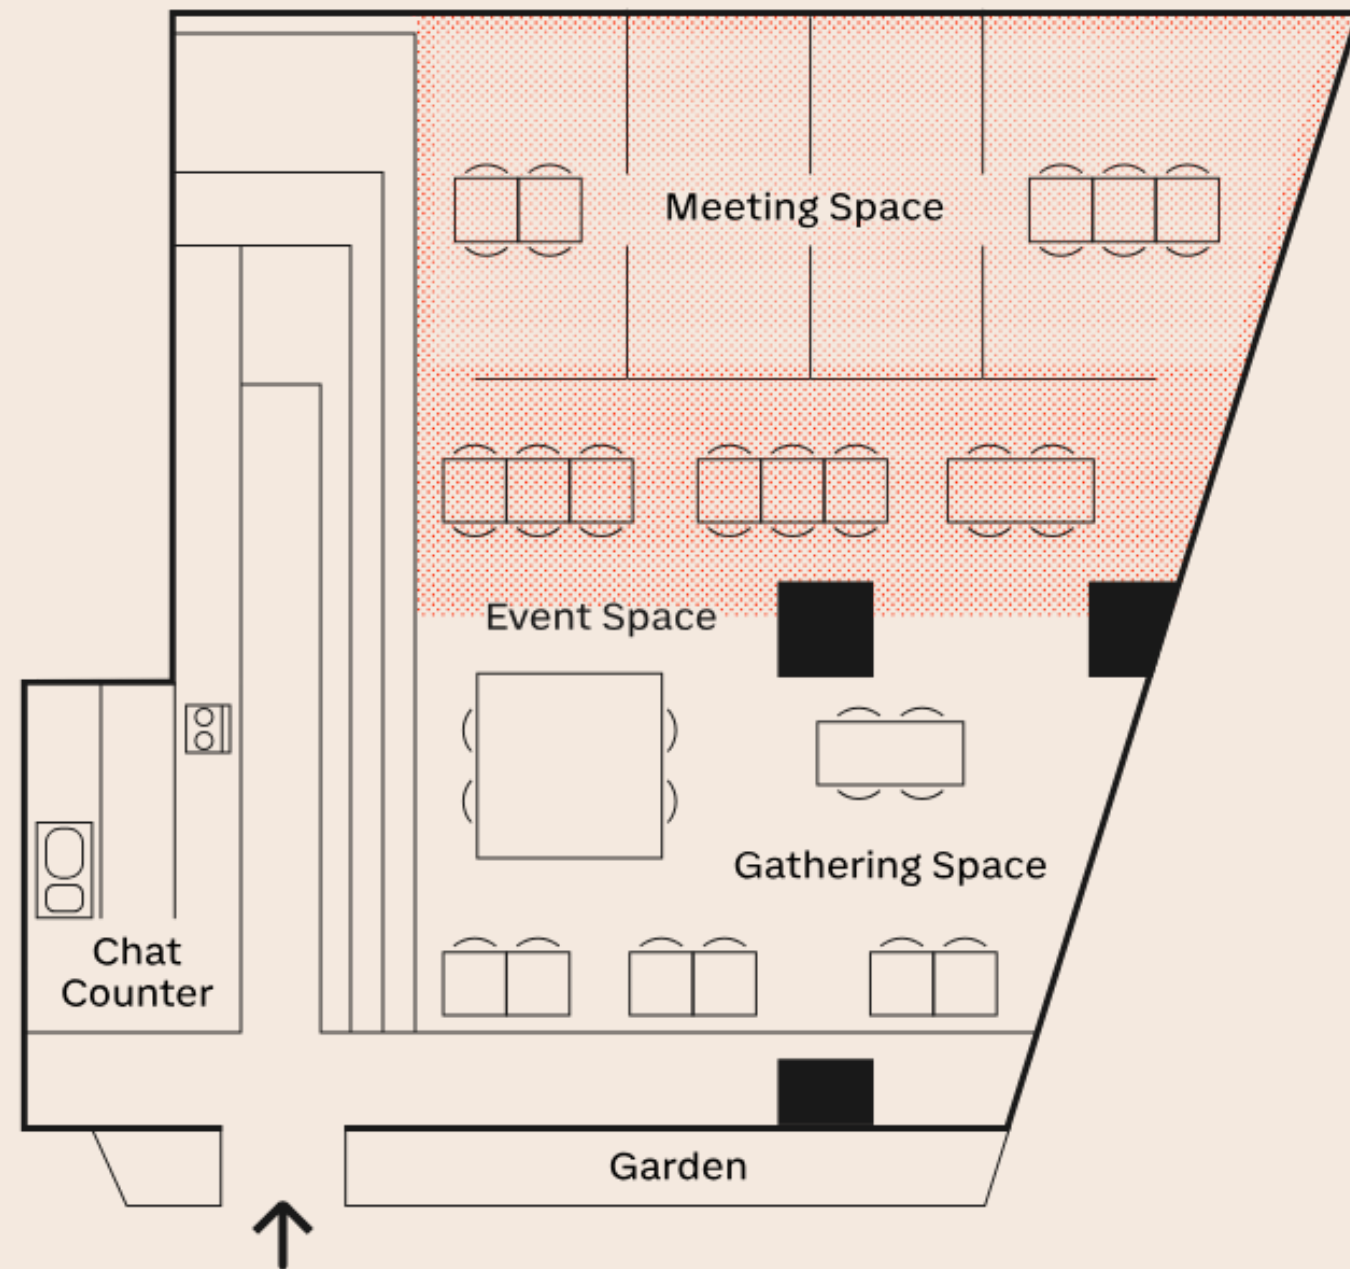 Meeting Space
Event Space
Gathering Space
Chat
Counter
Garden